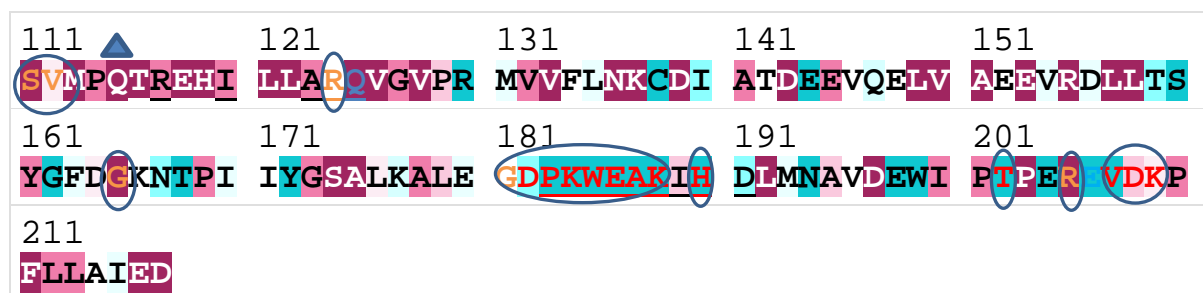 111 121 131 141 151
SVMPQTREHI LLARQVGVPR MVVFLNKCDI ATDEEVQELV AEEVRDLLTS
161 171 181 191 201
YGFDGKNTPI IYGSALKALE GDPKWEAKIH DLMNAVDEWI PTPEREVDKP
211
FLLAIED